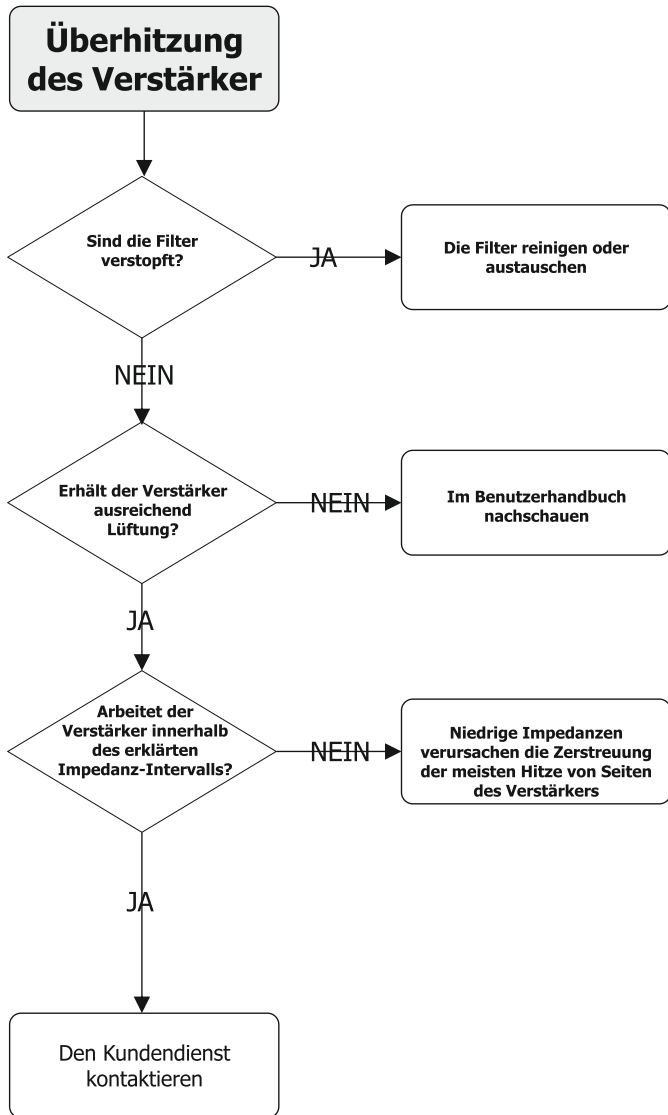 Überhitzung
des Verstärker
Sind die Filter
verstopft?
JA
Die Filter reinigen oder
austauschen
NEIN
Erhält der Verstärker
ausreichend
Lüftung?
NEIN
Im Benutzerhandbuch
nachschauen
JA
Arbeitet der
Verstärker innerhalb
des erklärten
Impedanz-Intervalls?
NEIN
Niedrige Impedanzen
verursachen die Zerstreuung
der meisten Hitze von Seiten
des Verstärkers
JA
Den Kundendienst
kontaktieren